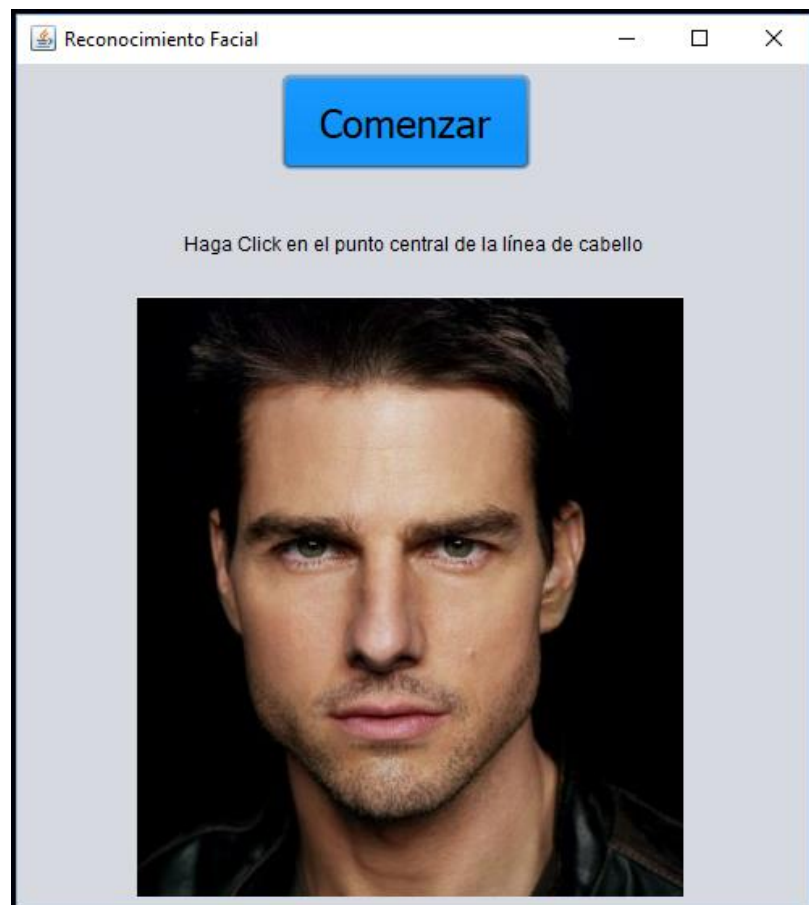 Reconocimiento Facial
Comenzar
Haga Click en el punto central de la línea de cabello